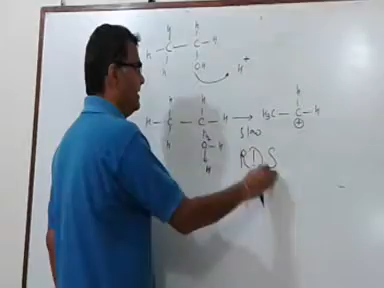 H
H - C - C - H
H OH H+
H H
H - C - C - H H
H O - H H3C - C - H
H
slow
RDS